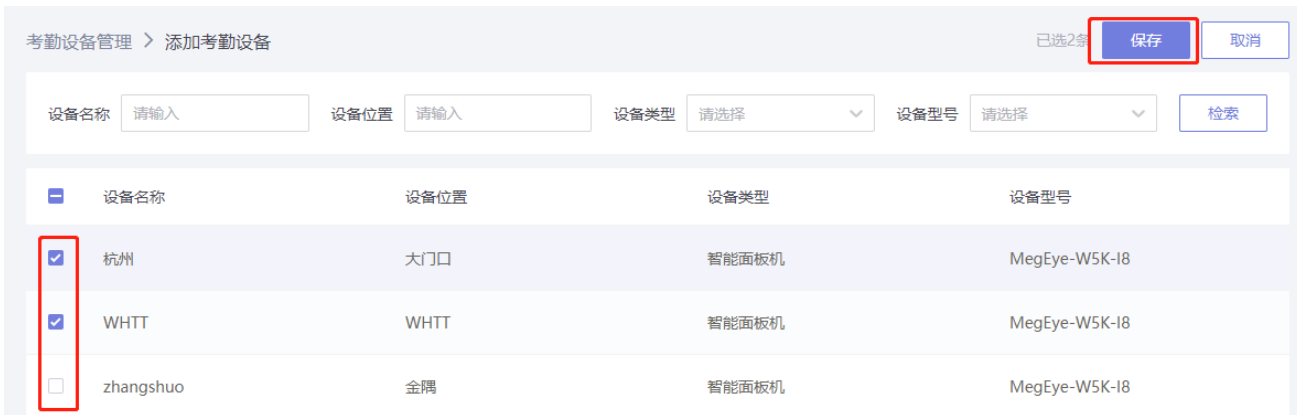 考勤设备管理 > 添加考勤设备 已选2条 保存 取消
设备名称 请输入 设备位置 请输入 设备类型 请选择 设备型号 请选择 检索
设备名称 设备位置 设备类型 设备型号
杭州 大门口 智能面板机 MegEye-W5K-I8
WHTT WHTT 智能面板机 MegEye-W5K-I8
zhangshuo 金隅 智能面板机 MegEye-W5K-I8